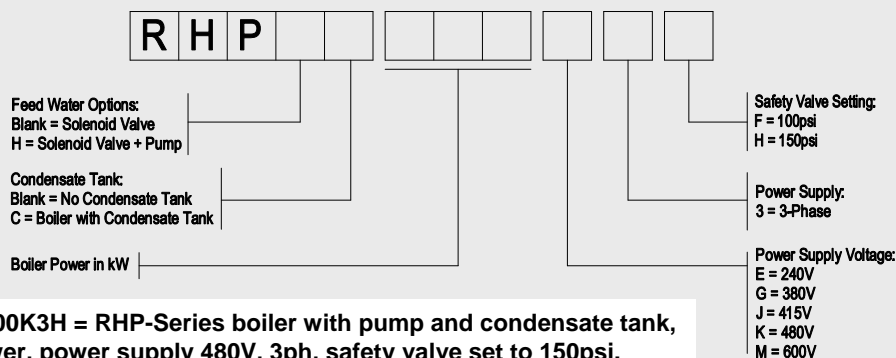 R H P
Feed Water Options:
Blank = Solenoid Valve
H = Solenoid Valve + Pump
Condensate Tank:
Blank = No Condensate Tank
C = Boiler with Condensate Tank
Boiler Power in kW
Safety Valve Setting:
F = 100psi
H = 150psi
Power Supply:
3 = 3-Phase
Power Supply Voltage:
E = 240V
G = 380V
J = 415V
K = 480V
M = 600V
00K3H = RHP-Series boiler with pump and condensate tank,
power supply 480V, 3ph, safety valve set to 150psi.